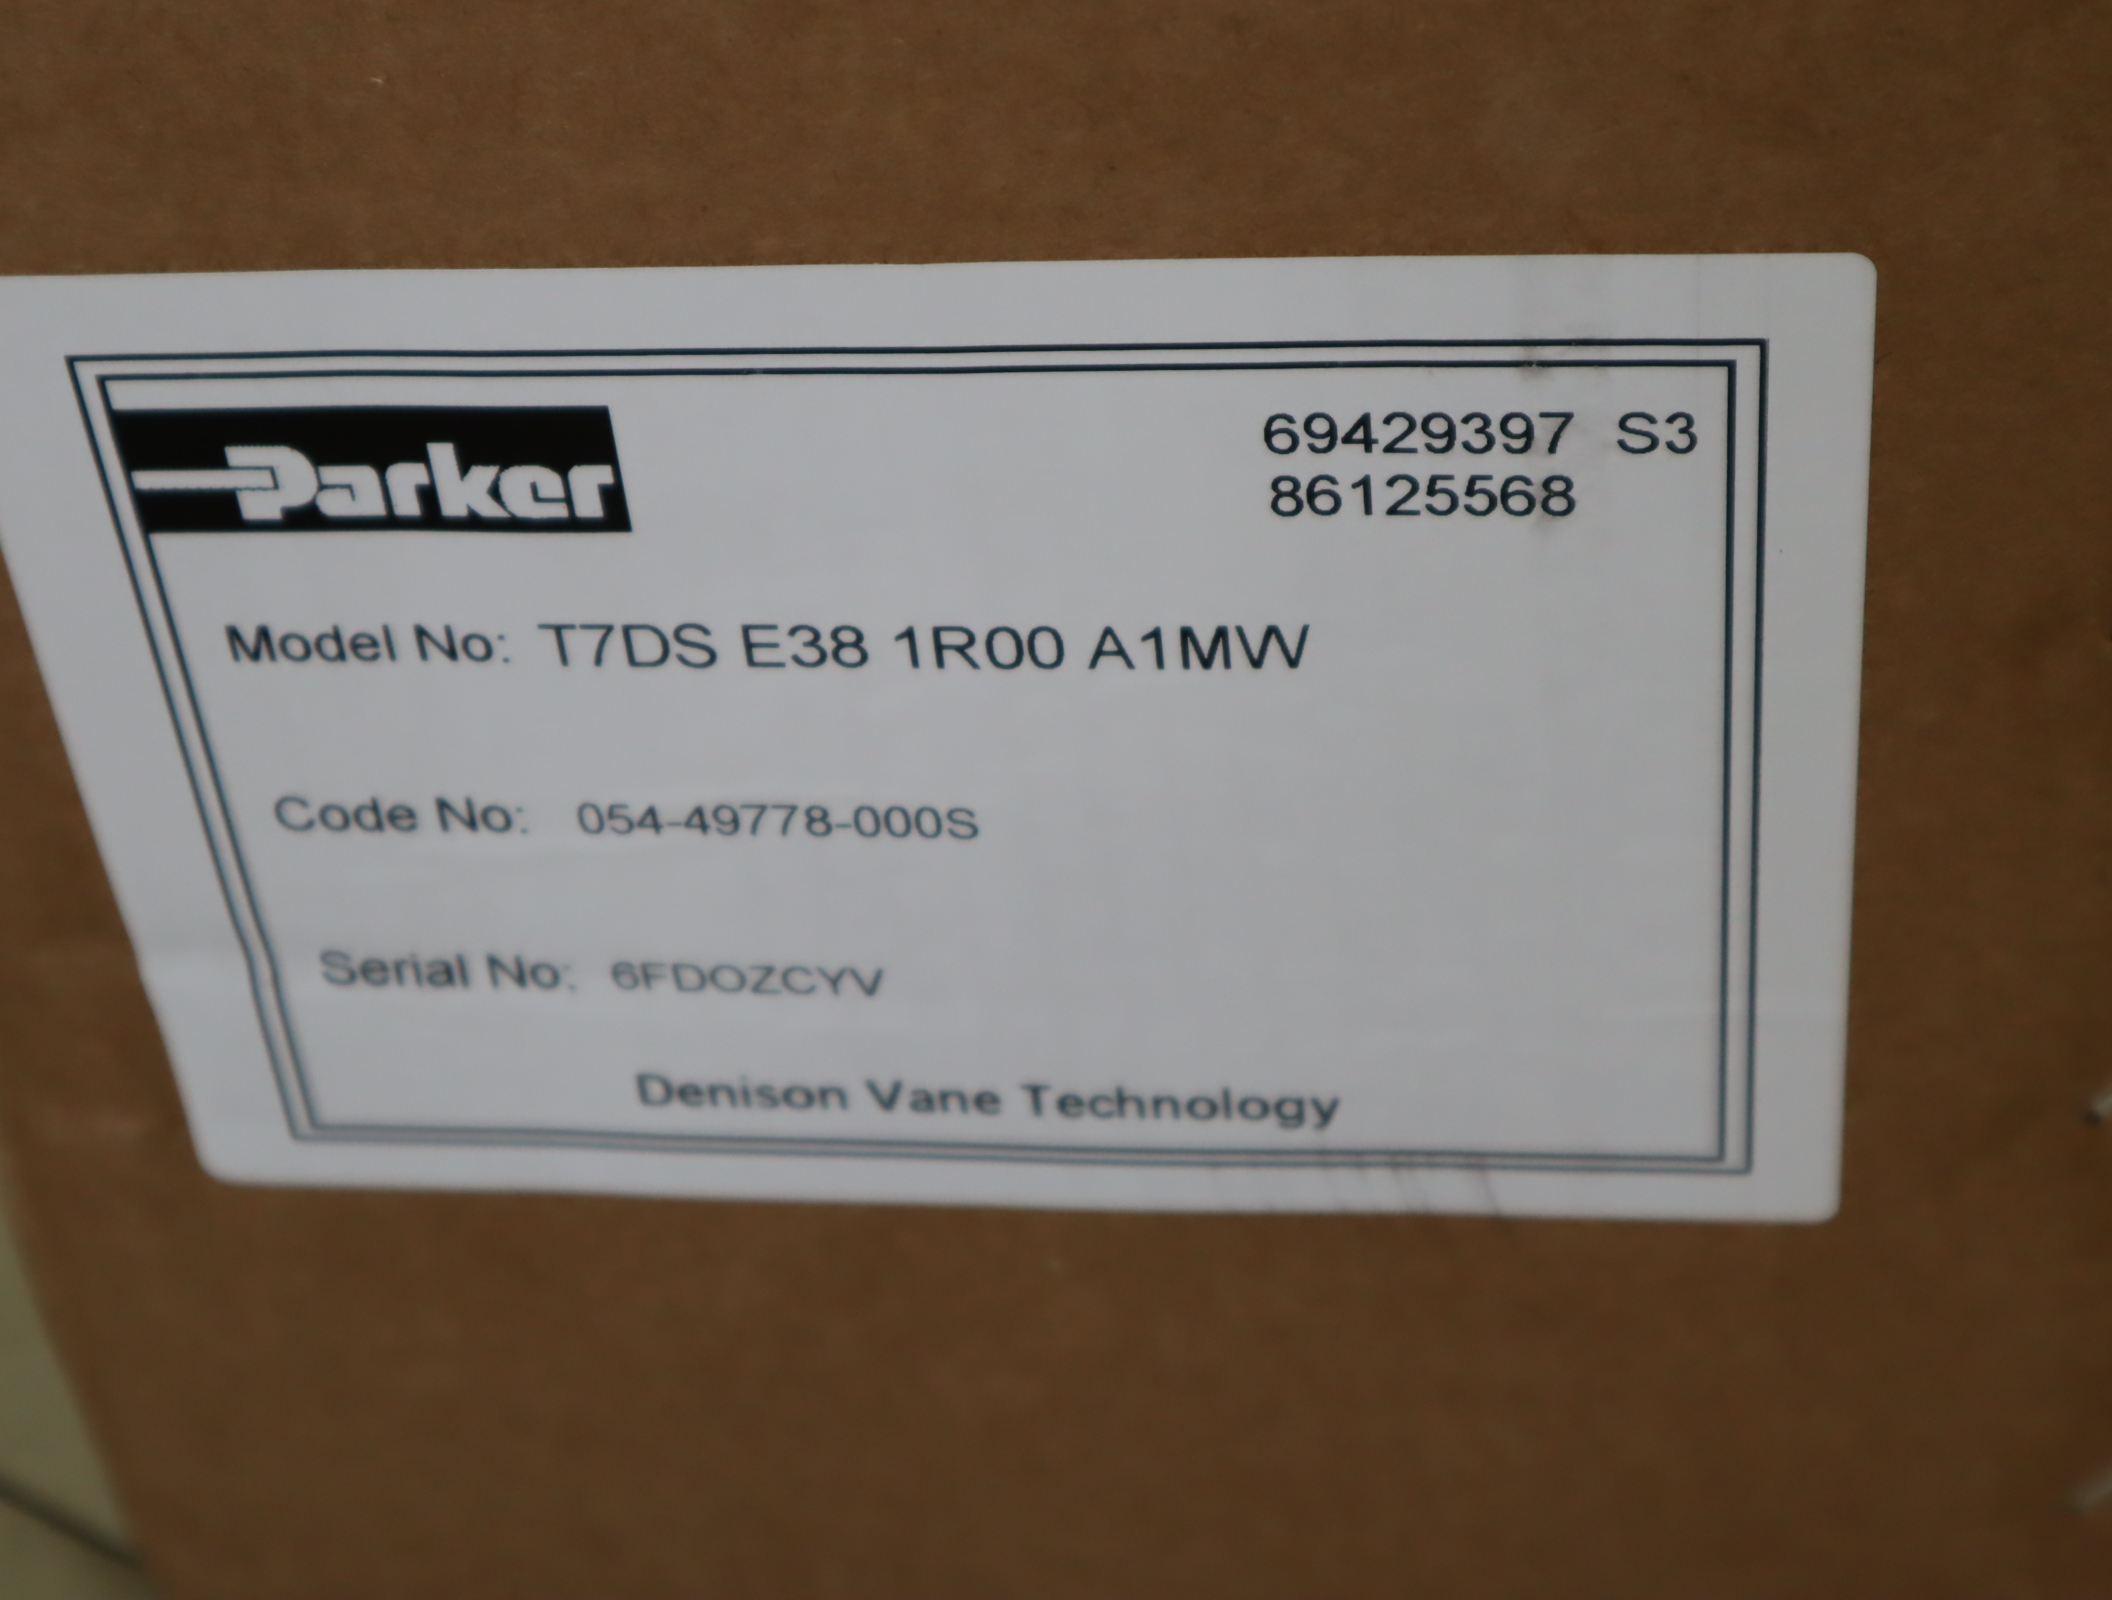 Parker
69429397 S3
86125568
Model No: T7DS E38 1R00 A1MW
Code No: 054-49778-000S
Serial No: 6FDOZCYV
Denison Vane Technology